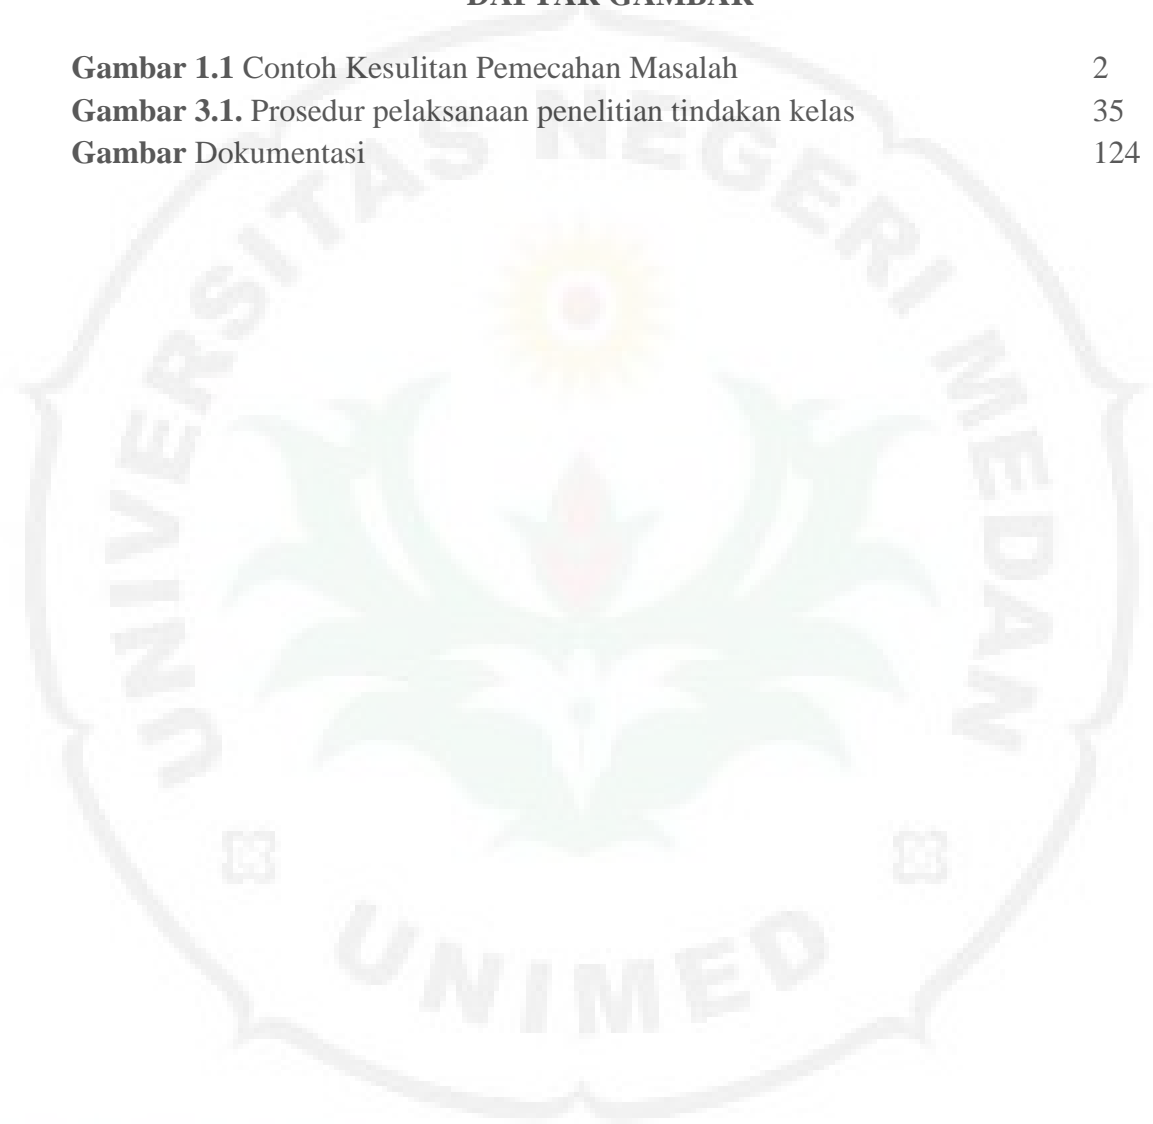 DAFTAR GAMBAR
Gambar 1.1 Contoh Kesulitan Pemecahan Masalah 2
Gambar 3.1. Prosedur pelaksanaan penelitian tindakan kelas 35
Gambar Dokumentasi 124
UNIVERSITAS NEGERI MEDAN
UNIMED